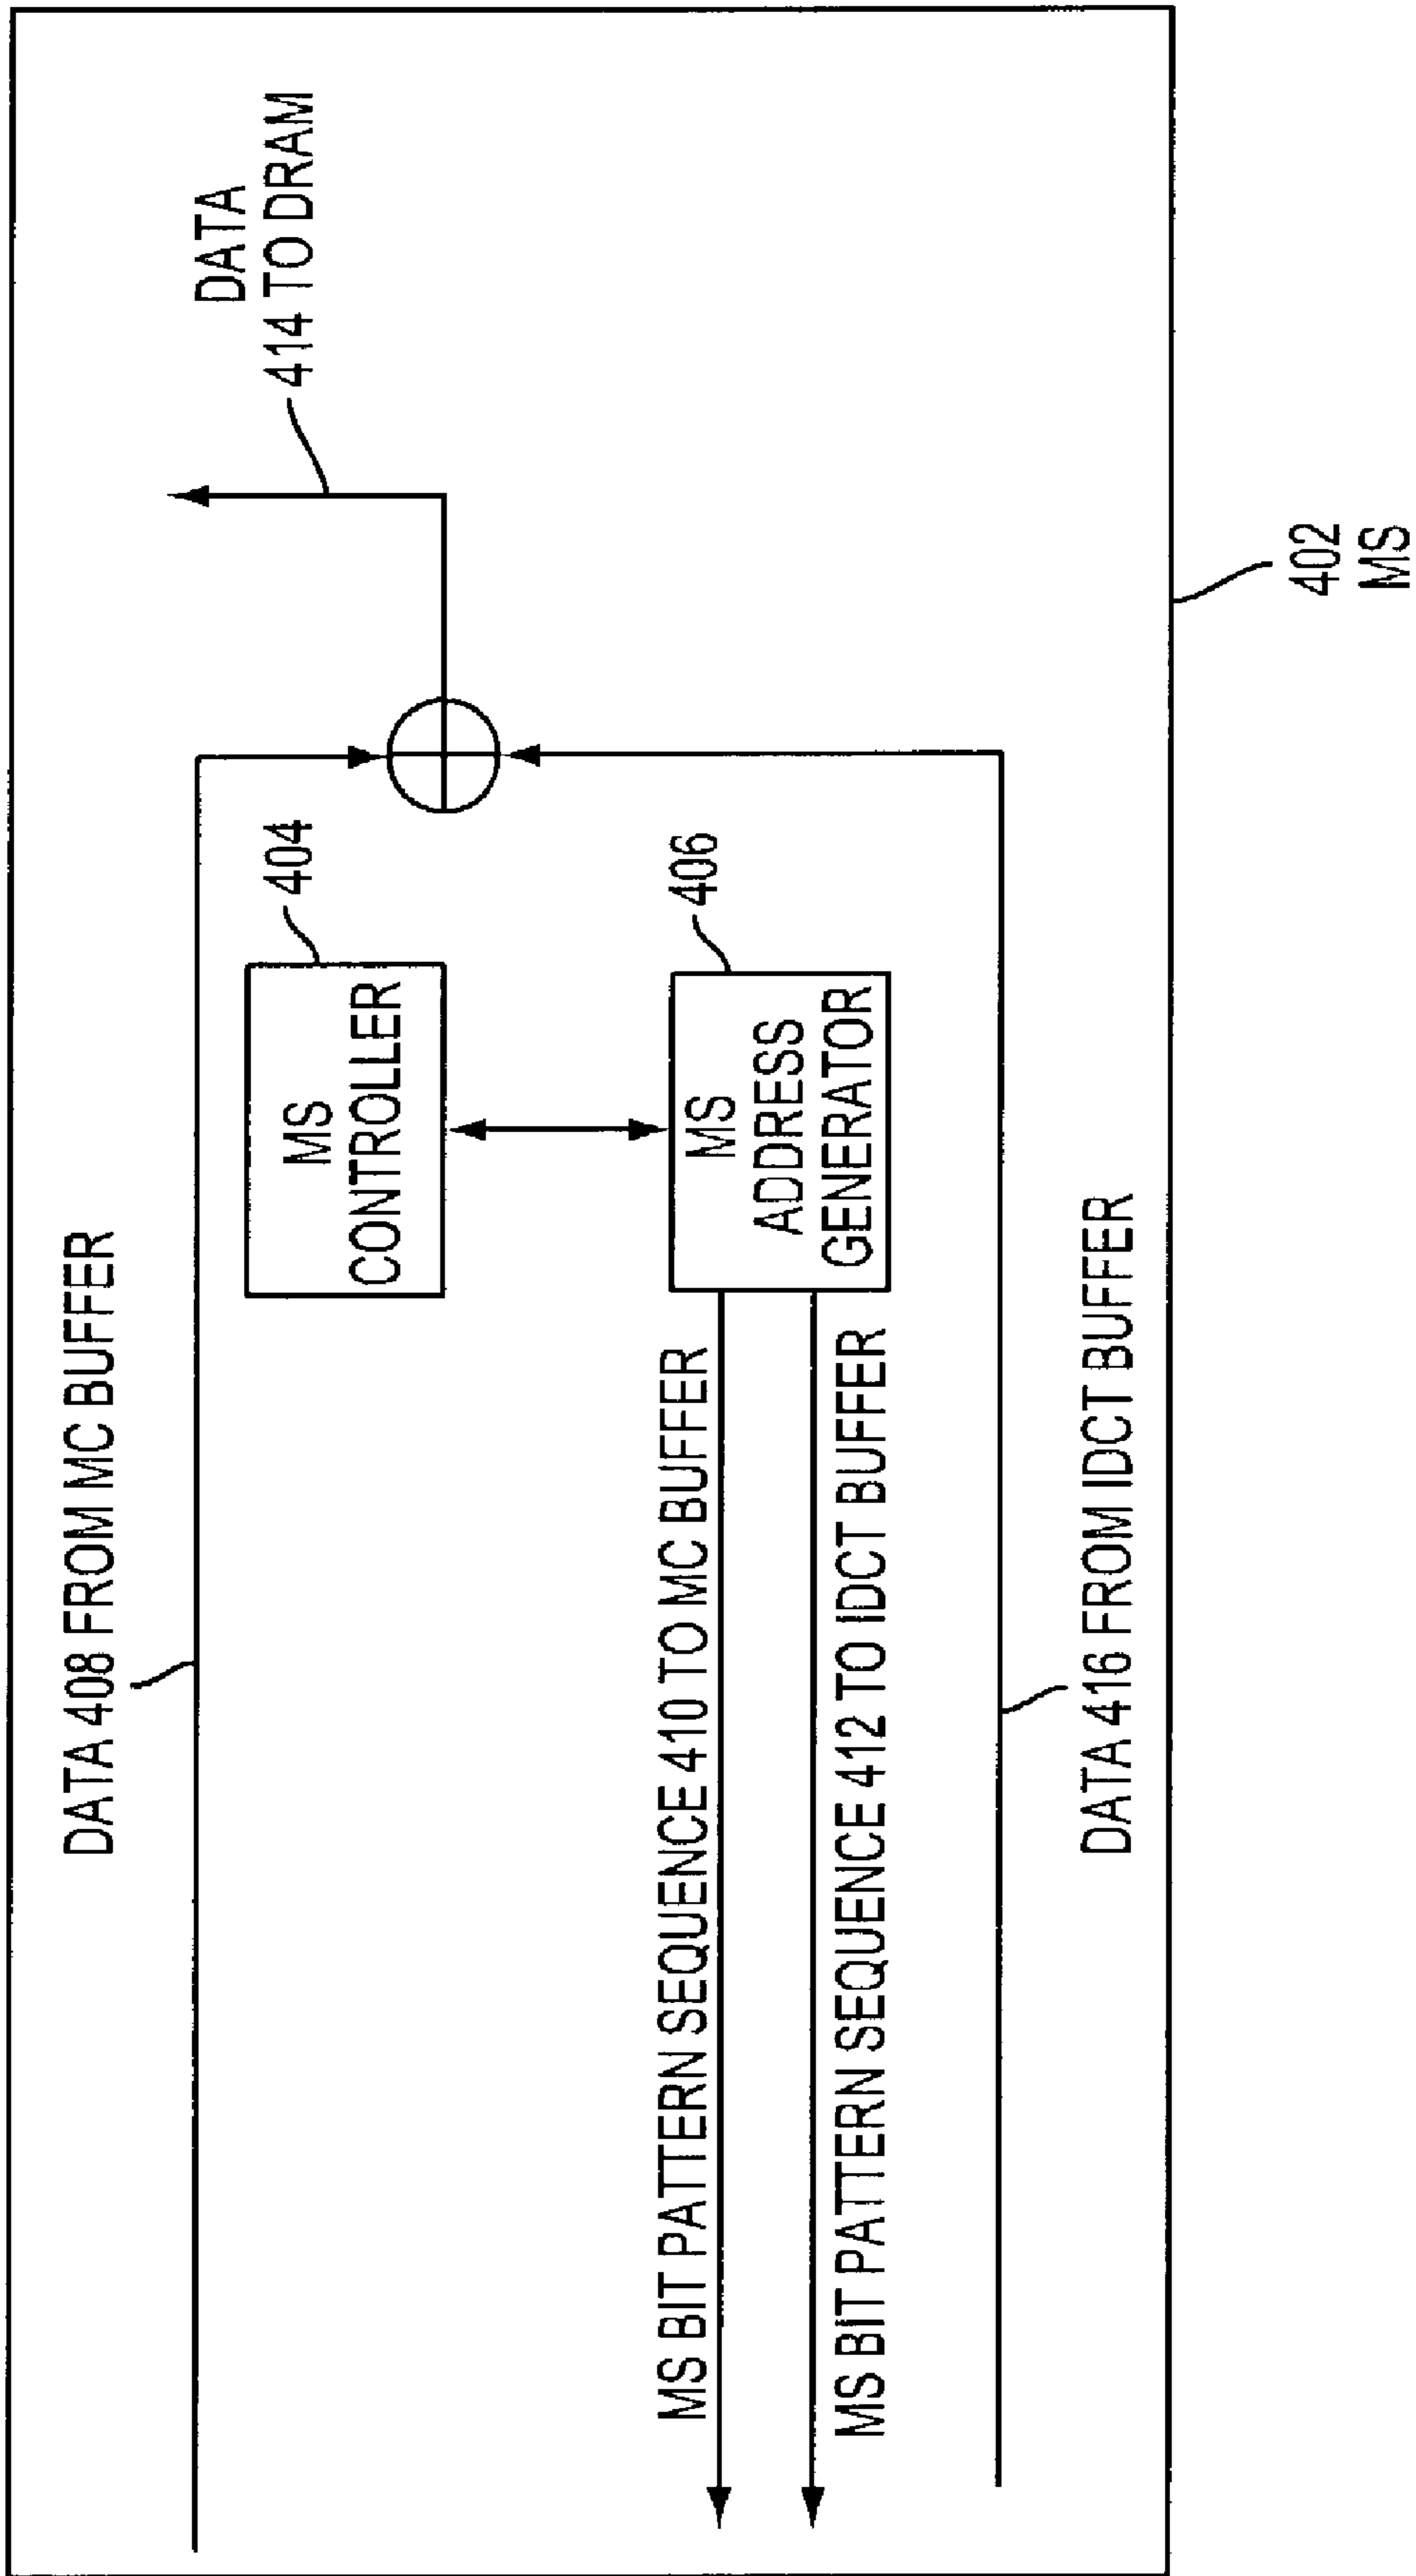 DATA 408 FROM MC BUFFER
DATA
414 TO DRAM
404
MS
CONTROLLER
406
MS
ADDRESS
GENERATOR
MS BIT PATTERN SEQUENCE 410 TO MC BUFFER
MS BIT PATTERN SEQUENCE 412 TO IDCT BUFFER
DATA 416 FROM IDCT BUFFER
402
MS